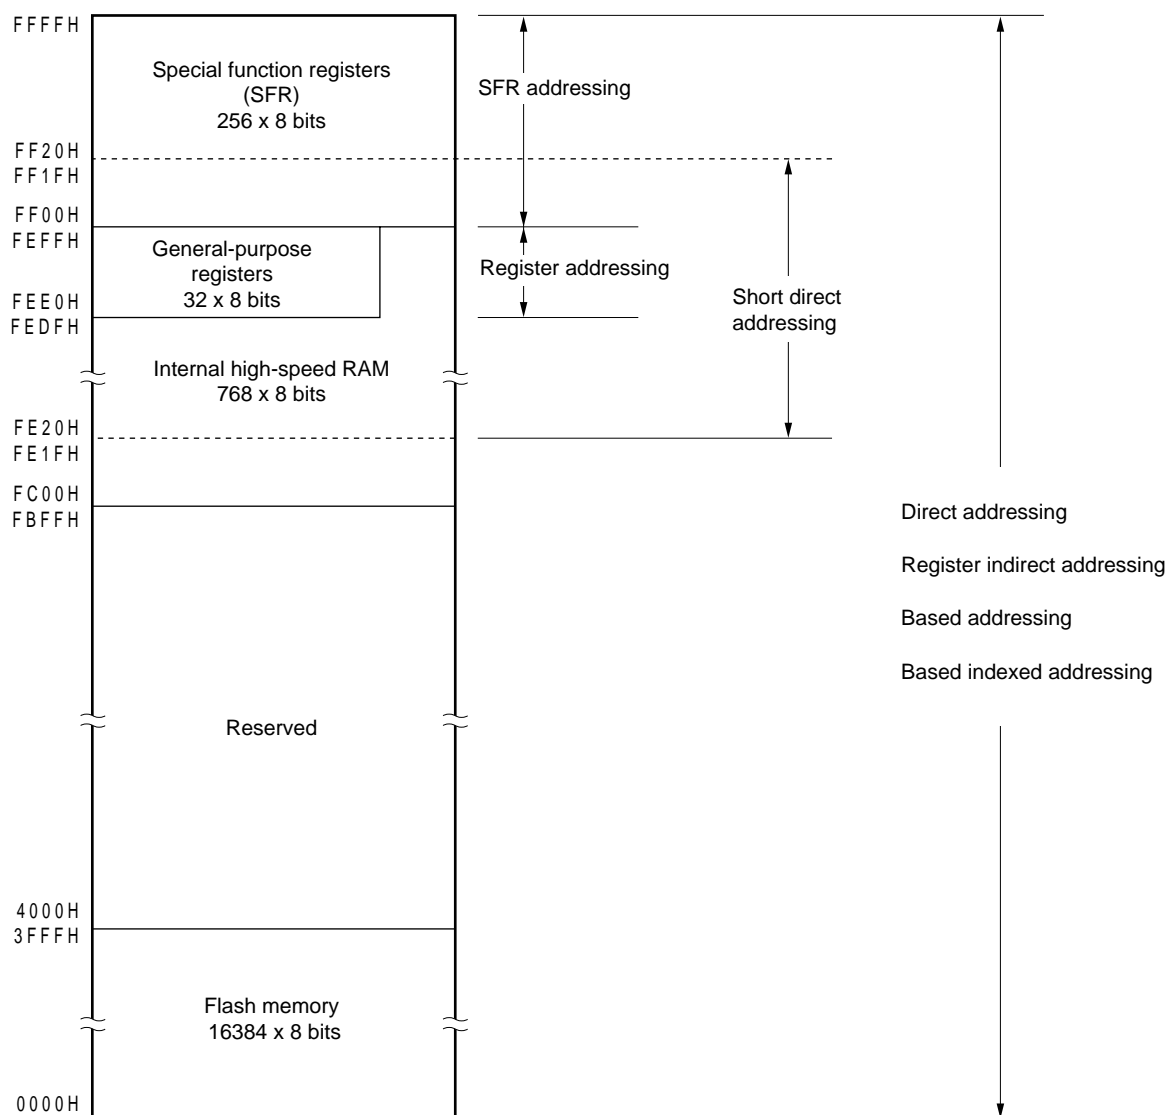 FFFFH
Special function registers
(SFR)
256 x 8 bits
SFR addressing
FF20H
FF1FH
FF00H
FEFFH
General-purpose
registers
32 x 8 bits
Register addressing
FEE0H
FEDFH
Short direct
addressing
Internal high-speed RAM
768 x 8 bits
FE20H
FE1FH
FC00H
FBFFH
Direct addressing
Register indirect addressing
Based addressing
Based indexed addressing
Reserved
4000H
3FFFH
Flash memory
16384 x 8 bits
0000H